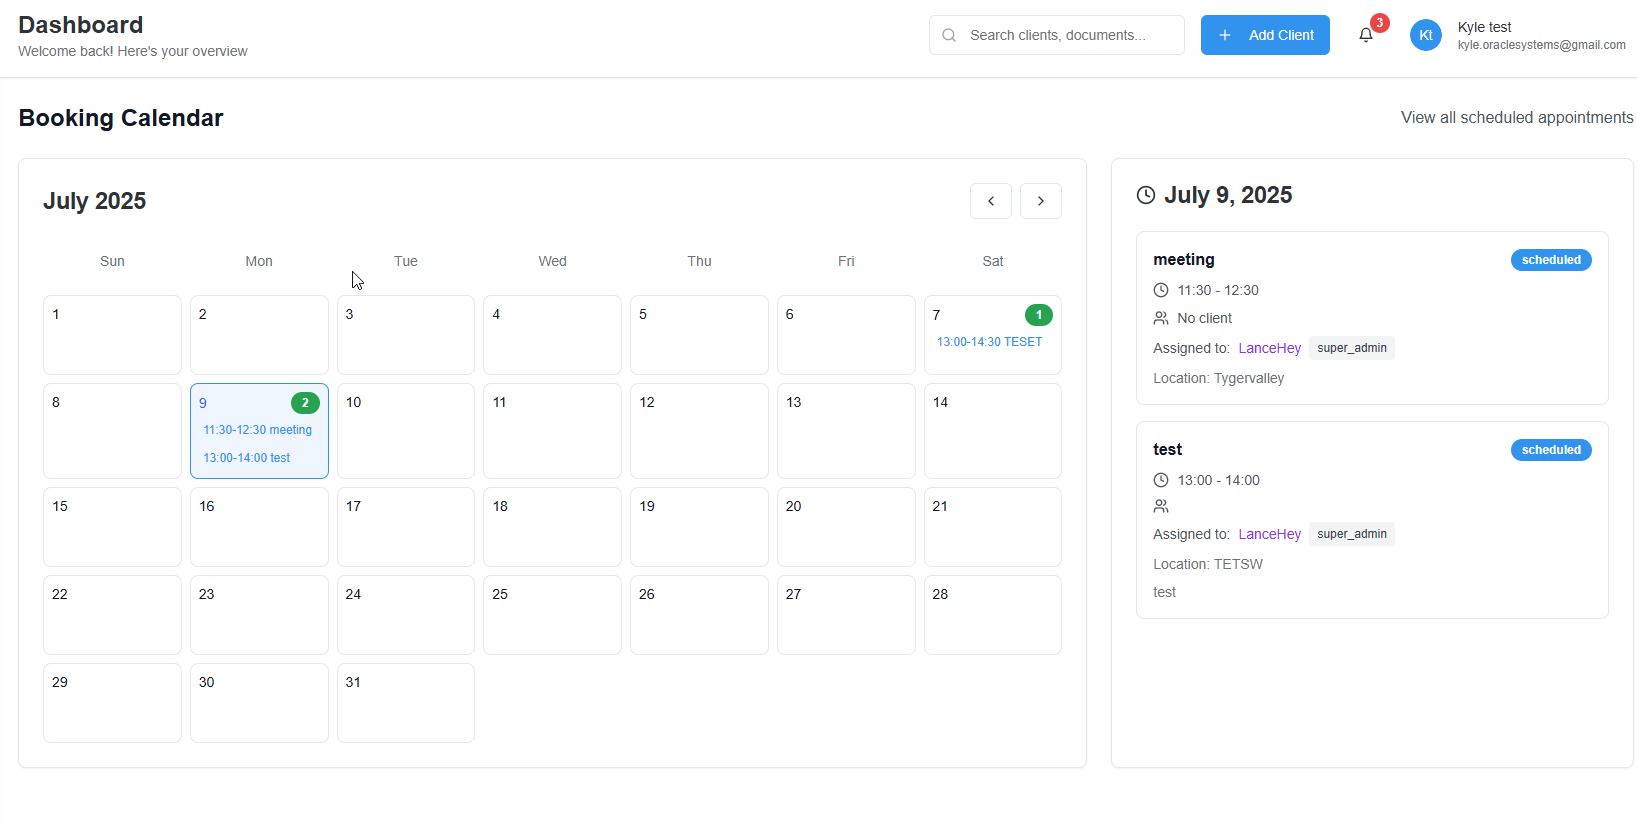 Dashboard
Welcome back! Here's your overview
Search clients, documents...
Add Client
3
Kt
Kyle test
kyle.oraclesystems@gmail.com
Booking Calendar
View all scheduled appointments
July 2025
Sun Mon Tue Wed Thu Fri Sat
1 2 3 4 5 6 7 1
13:00-14:30 TESET
8 9 2 10 11 12 13 14
11:30-12:30 meeting
13:00-14:00 test
15 16 17 18 19 20 21
22 23 24 25 26 27 28
29 30 31
July 9, 2025
meeting scheduled
11:30 - 12:30
No client
Assigned to: LanceHey super_admin
Location: Tygervalley
test scheduled
13:00 - 14:00
Assigned to: LanceHey super_admin
Location: TETSW
test